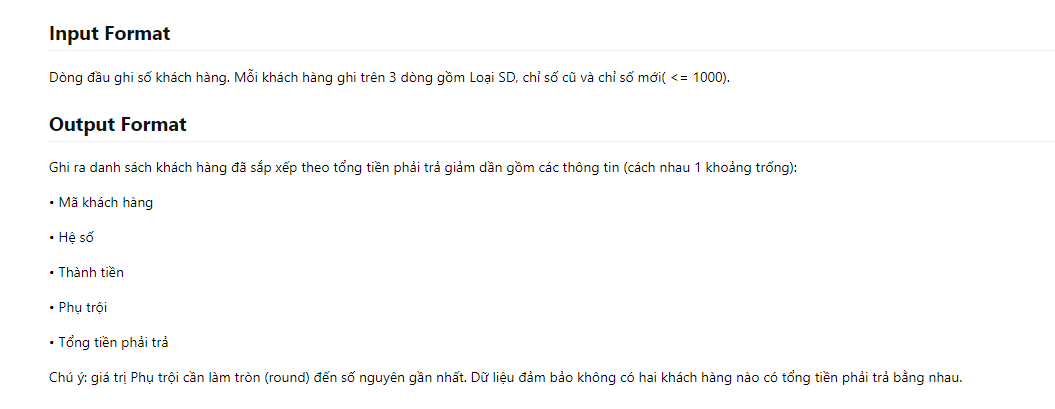 Input Format
Dòng đầu ghi số khách hàng. Mỗi khách hàng ghi trên 3 dòng gồm Loại SD, chỉ số cũ và chỉ số mới( <= 1000).
Output Format
Ghi ra danh sách khách hàng đã sắp xếp theo tổng tiền phải trả giảm dần gồm các thông tin (cách nhau 1 khoảng trống):
• Mã khách hàng
• Hệ số
• Thành tiền
• Phụ trội
• Tổng tiền phải trả
Chú ý: giá trị Phụ trội cần làm tròn (round) đến số nguyên gần nhất. Dữ liệu đảm bảo không có hai khách hàng nào có tổng tiền phải trả bằng nhau.